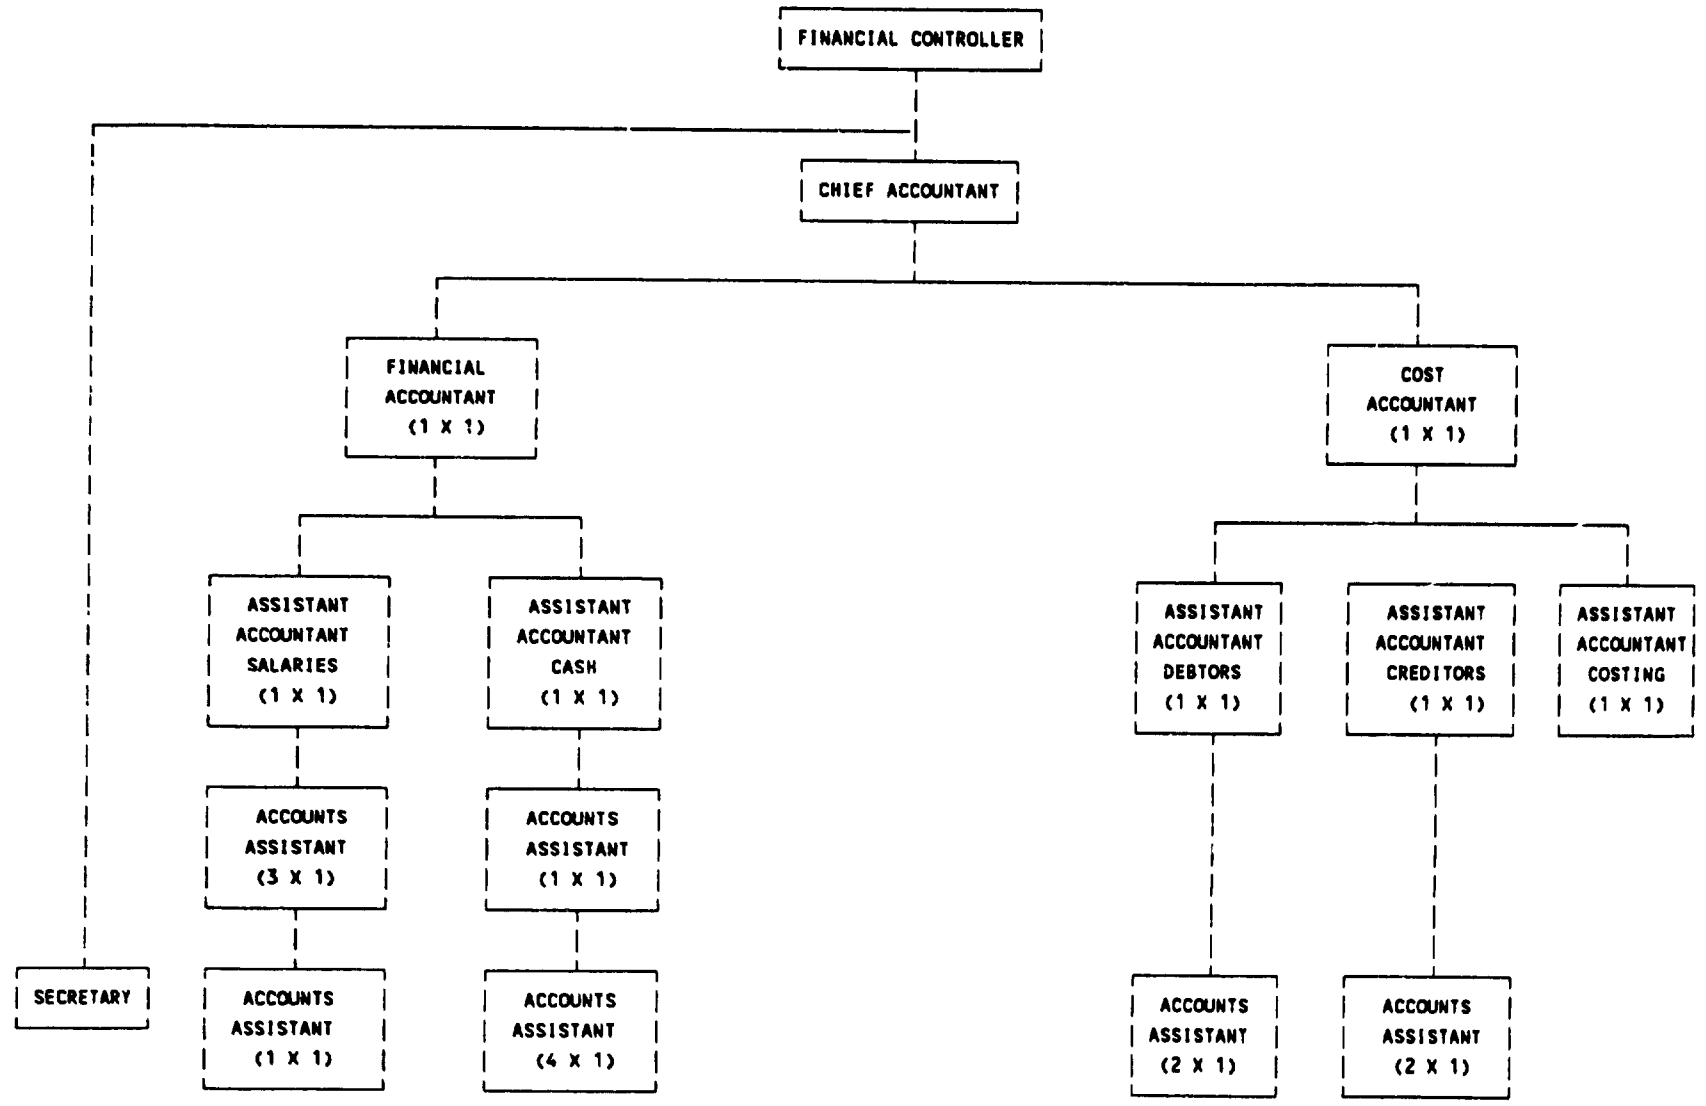 FINANCIAL CONTROLLER
CHIEF ACCOUNTANT
FINANCIAL
ACCOUNTANT
(1 X 1)
COST
ACCOUNTANT
(1 X 1)
ASSISTANT
ACCOUNTANT
SALARIES
(1 X 1)
ASSISTANT
ACCOUNTANT
CASH
(1 X 1)
ASSISTANT
ACCOUNTANT
DEBTORS
(1 X 1)
ASSISTANT
ACCOUNTANT
CREDITORS
(1 X 1)
ASSISTANT
ACCOUNTANT
COSTING
(1 X 1)
ACCOUNTS
ASSISTANT
(3 X 1)
ACCOUNTS
ASSISTANT
(1 X 1)
SECRETARY
ACCOUNTS
ASSISTANT
(1 X 1)
ACCOUNTS
ASSISTANT
(4 X 1)
ACCOUNTS
ASSISTANT
(2 X 1)
ACCOUNTS
ASSISTANT
(2 X 1)